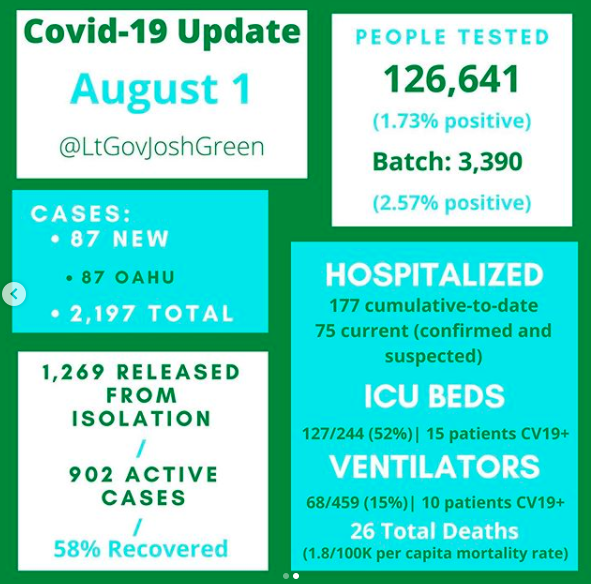 Covid-19 Update
August 1
@LtGovJoshGreen
PEOPLE TESTED
126,641
(1.73% positive)
Batch: 3,390
(2.57% positive)
CASES:
• 87 NEW
• 87 OAHU
• 2,197 TOTAL
HOSPITALIZED
177 cumulative-to-date
75 current (confirmed and
suspected)
ICU BEDS
127/244 (52%)| 15 patients CV19+
VENTILATORS
68/459 (15%)| 10 patients CV19+
26 Total Deaths
(1.8/100K per capita mortality rate)
1,269 RELEASED
FROM
ISOLATION
/
902 ACTIVE
CASES
/
58% Recovered